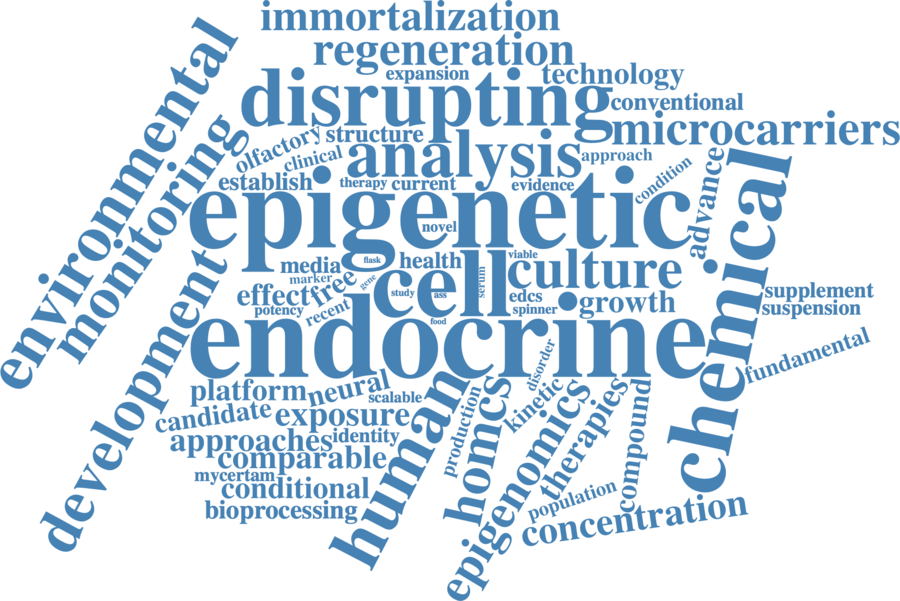 immortalization
regeneration
expansion
technology
disrupting
conventional
microcarriers
environmental
monitoring
olfactory
structure
clinical
analysis
approach
establish
therapy
current
evidence
condition
advance
chemical
epigenetic
novel
media
flask
health
viable
culture
marker
free
gene
cell
serum
effect
study
ass
edcs
growth
potency
recent
food
spinner
supplement
suspension
endocrine
development
fundamental
platform
neural
scalable
disorder
candidate
exposure
human
production
homcs
kinetic
epigenomics
therapies
compound
approaches
identity
comparable
mycertam
conditional
population
bioprocessing
concentration